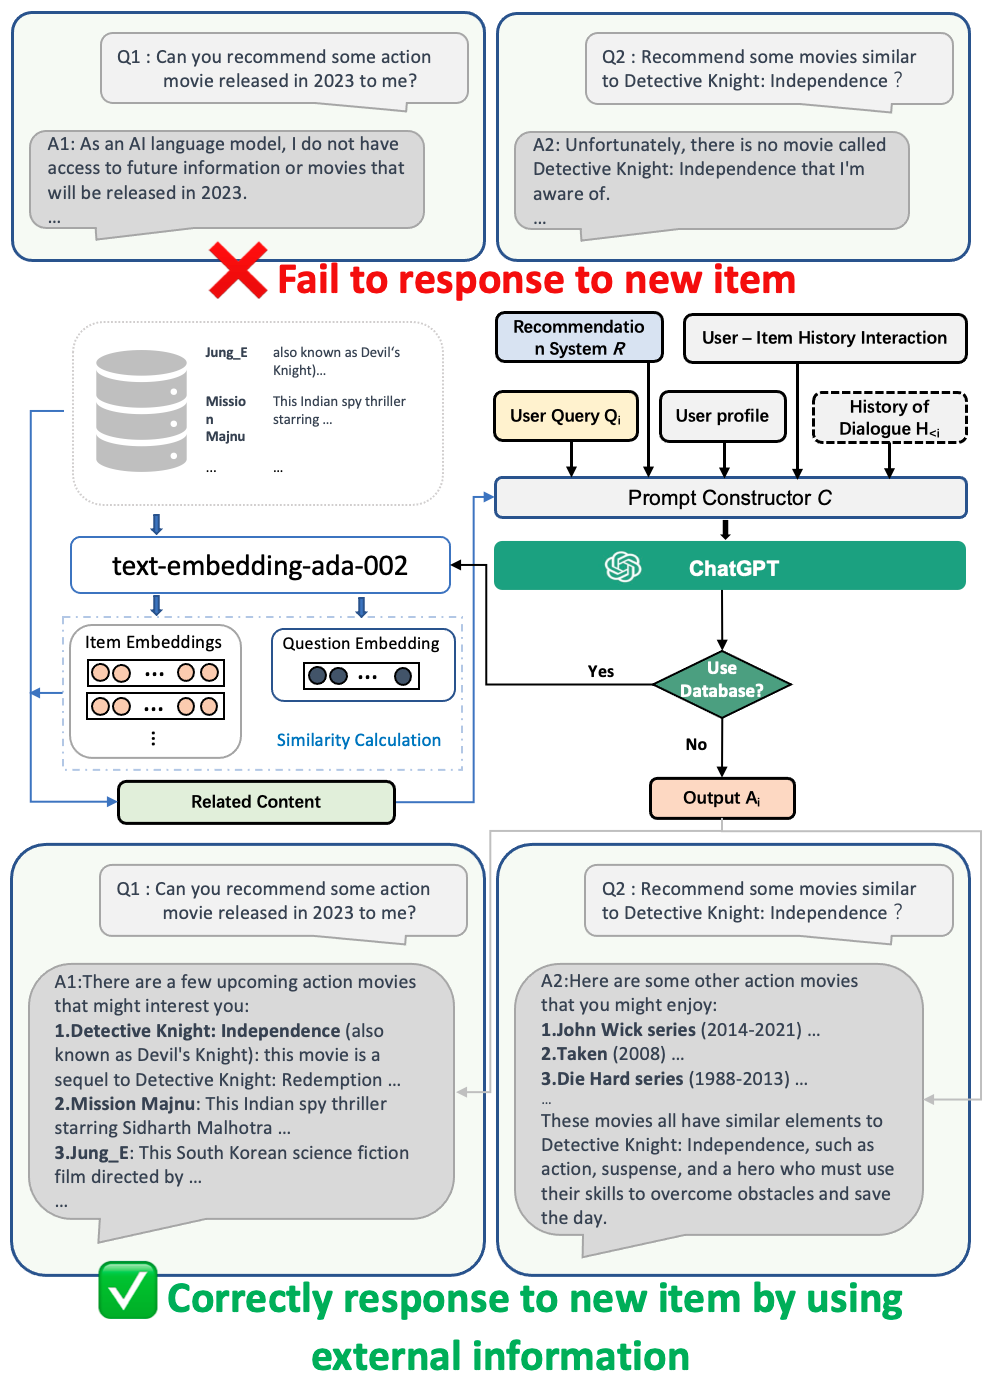 Q1 : Can you recommend some action
movie released in 2023 to me?
A1: As an AI language model, I do not have
access to future information or movies that
will be released in 2023.
...
Q2 : Recommend some movies similar
to Detective Knight: Independence ？
A2: Unfortunately, there is no movie called
Detective Knight: Independence that I'm
aware of.
...
Fail to response to new item
Jung_E also known as Devil's
Knight)...
Missio This Indian spy thriller
n starring ...
Majnu
... ...
text-embedding-ada-002
Item Embeddings
...
...
⋮
Question Embedding
...
Similarity Calculation
Related Content
Recommendatio
n System R
User – Item History Interaction
User Query Qi
User profile
History of
Dialogue H<i
Prompt Constructor C
ChatGPT
Use
Database?
Yes
No
Output Ai
Q1 : Can you recommend some action
movie released in 2023 to me?
A1:There are a few upcoming action movies
that might interest you:
1.Detective Knight: Independence (also
known as Devil's Knight): this movie is a
sequel to Detective Knight: Redemption ...
2.Mission Majnu: This Indian spy thriller
starring Sidharth Malhotra ...
3.Jung_E: This South Korean science fiction
film directed by ...
...
Q2 : Recommend some movies similar
to Detective Knight: Independence ？
A2:Here are some other action movies
that you might enjoy:
1.John Wick series (2014-2021) ...
2.Taken (2008) ...
3.Die Hard series (1988-2013) ...
...
These movies all have similar elements to
Detective Knight: Independence, such as
action, suspense, and a hero who must use
their skills to overcome obstacles and save
the day.
Correctly response to new item by using
external information